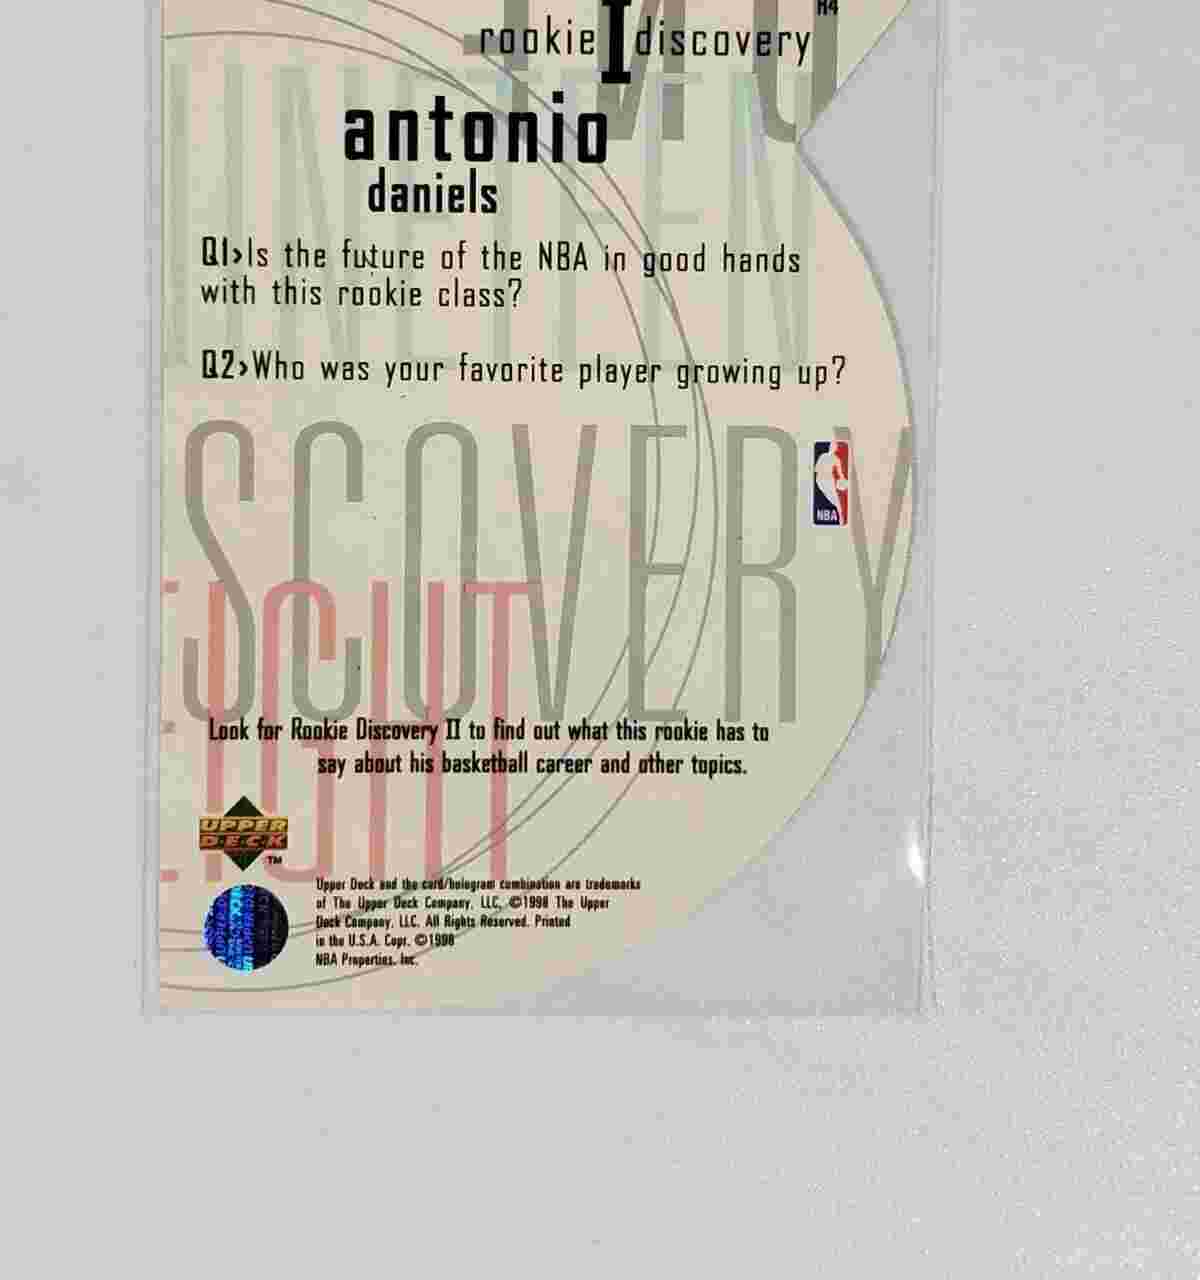 R4
rookie I discovery
antonio
daniels
Q1>Is the future of the NBA in good hands
with this rookie class?
Q2>Who was your favorite player growing up?
SCOVERY
NBA
EIGHT
Look for Rookie Discovery II to find out what this rookie has to
say about his basketball career and other topics.
UPPER
D·E·C·K
TM
Upper Deck and the card/hologram combination are trademarks
of The Upper Deck Company, LLC. ©1998 The Upper
Deck Company, LLC. All Rights Reserved. Printed
in the U.S.A. Copr. ©1998
NBA Properties, Inc.